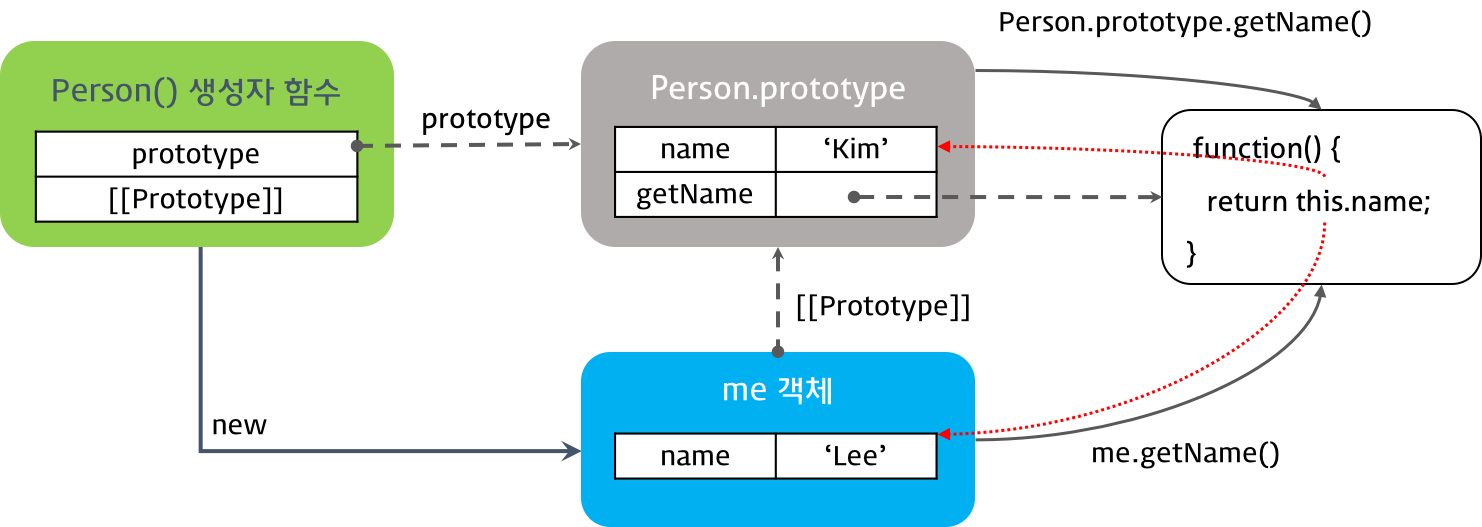 Person.prototype.getName()
Person() 생성자 함수
prototype
[[Prototype]]
prototype
Person.prototype
name ‘Kim’
getName
function() {
return this.name;
}
[[Prototype]]
new
me 객체
name ‘Lee’
me.getName()